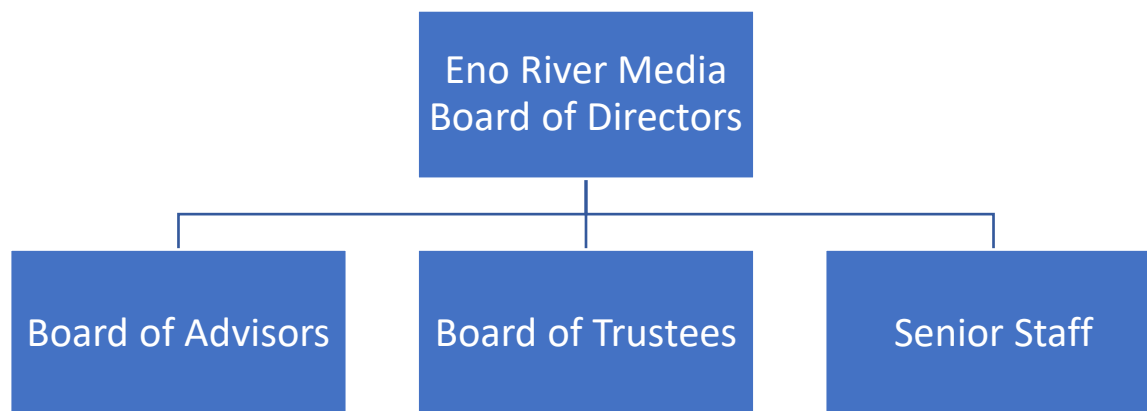 Eno River Media
Board of Directors
Board of Advisors
Board of Trustees
Senior Staff